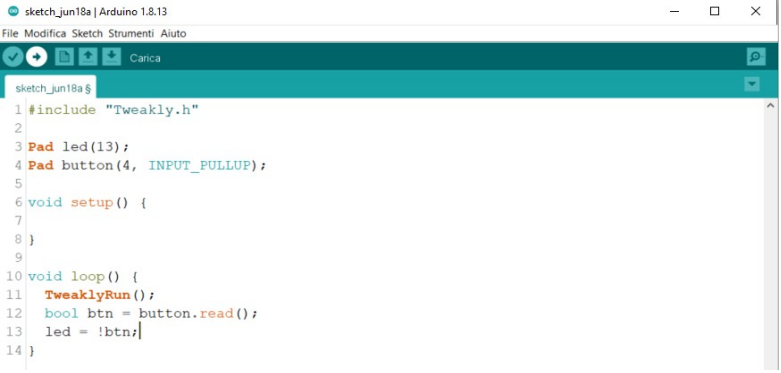 sketch_jun18a | Arduino 1.8.13
File Modifica Sketch Strumenti Aiuto
Carica
sketch_jun18a §
1 #include "Tweakly.h"
2
3 Pad led(13);
4 Pad button(4, INPUT_PULLUP);
5
6 void setup() {
7
8 }
9
10 void loop() {
11 TweaklyRun();
12 bool btn = button.read();
13 led = !btn;
14 }